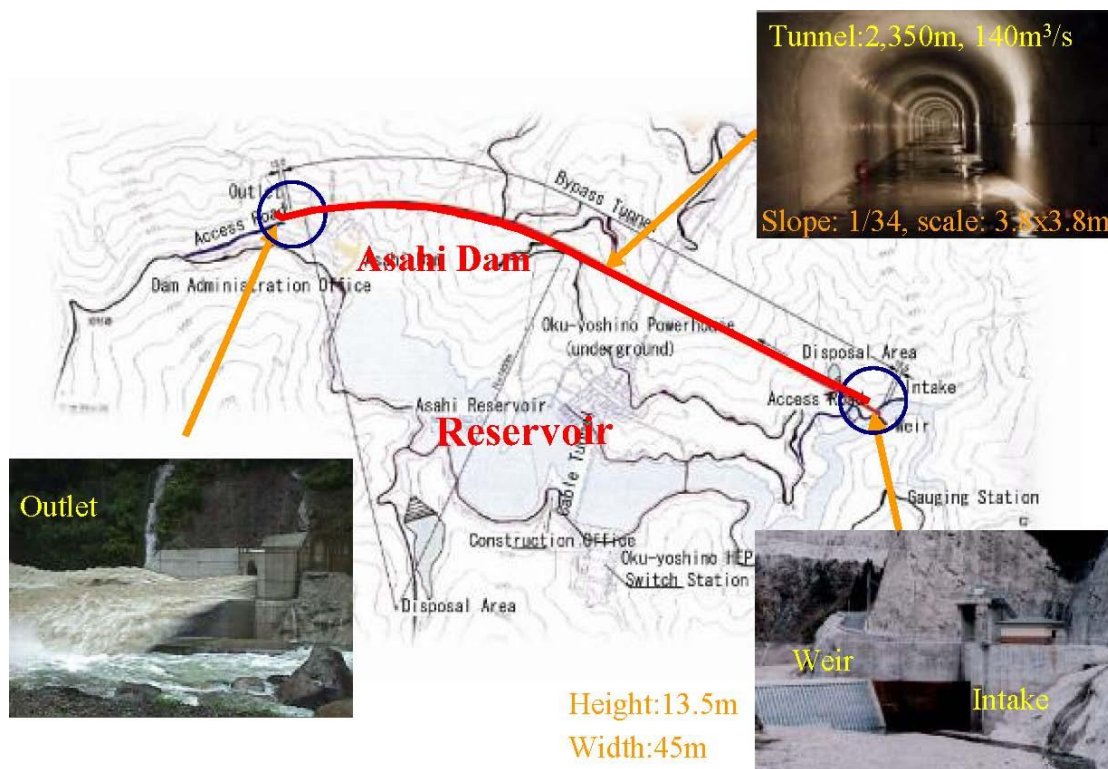 Tunnel:2,350m, 140m³/s
Slope: 1/34, scale: 3.8x3.8m
Outlet
Access Road
Bypass Tunnel
Asahi Dam
Dam Administration Office
Oku-yoshino Powerhouse
(underground)
Disposal Area
Intake
Access Road
Weir
Asahi Reservoir
Reservoir
Cable Tunnel
Gauging Station
Construction Office
Oku-yoshino HEP
Switch Station
Disposal Area
Outlet
Weir
Intake
Height:13.5m
Width:45m